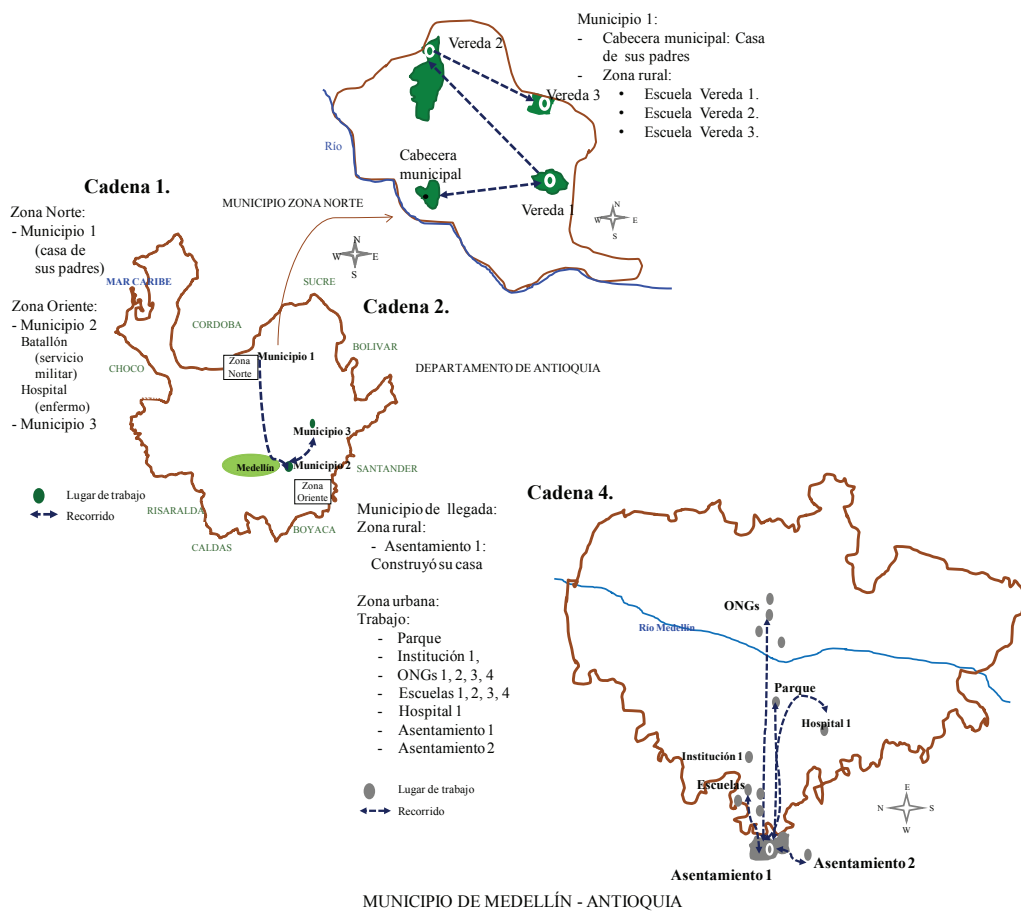 Municipio 1:
- Cabecera municipal: Casa
de sus padres
- Zona rural:
• Escuela Vereda 1.
• Escuela Vereda 2.
• Escuela Vereda 3.
Vereda 2
Vereda 3
Río
Cabecera
municipal
Vereda 1
N
W E
S
Cadena 1.
MUNICIPIO ZONA NORTE
Zona Norte:
- Municipio 1
(casa de
sus padres)
Zona Oriente:
- Municipio 2
Batallón
(servicio
militar)
Hospital
(enfermo)
- Municipio 3
N
W E
S
MAR CARIBE
SUCRE
Cadena 2.
CORDOBA
BOLIVAR
CHOCO
Zona
Norte
Municipio 1
DEPARTAMENTO DE ANTIOQUIA
Municipio 3
Medellín
Municipio 2
SANTANDER
Zona
Oriente
Lugar de trabajo
Recorrido
RISARALDA
BOYACA
CALDAS
Municipio de llegada:
Zona rural:
- Asentamiento 1:
Construyó su casa
Zona urbana:
Trabajo:
- Parque
- Institución 1,
- ONGs 1, 2, 3, 4
- Escuelas 1, 2, 3, 4
- Hospital 1
- Asentamiento 1
- Asentamiento 2
Lugar de trabajo
Recorrido
Cadena 4.
ONGs
Río Medellín
Parque
Hospital 1
Institución 1
Escuelas
E
N S
W
Asentamiento 1
Asentamiento 2
MUNICIPIO DE MEDELLÍN - ANTIOQUIA